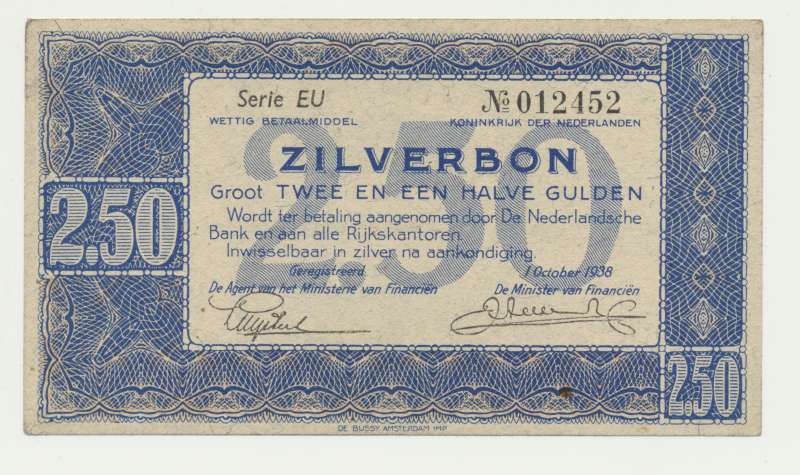 Serie EU № 012452
WETTIG BETAALMIDDEL KONINKRIJK DER NEDERLANDEN
250
ZILVERBON
Groot TWEE EN EEN HALVE GULDEN
2.50
Wordt ter betaling aangenomen door De Nederlandsche
Bank en aan alle Rijkskantoren.
Inwisselbaar in zilver na aankondiging.
Geregistreerd. 1 October 1938
De Agent van het Ministerie van Financiën De Minister van Financiën
2.50
DE BUSSY AMSTERDAM IMP.